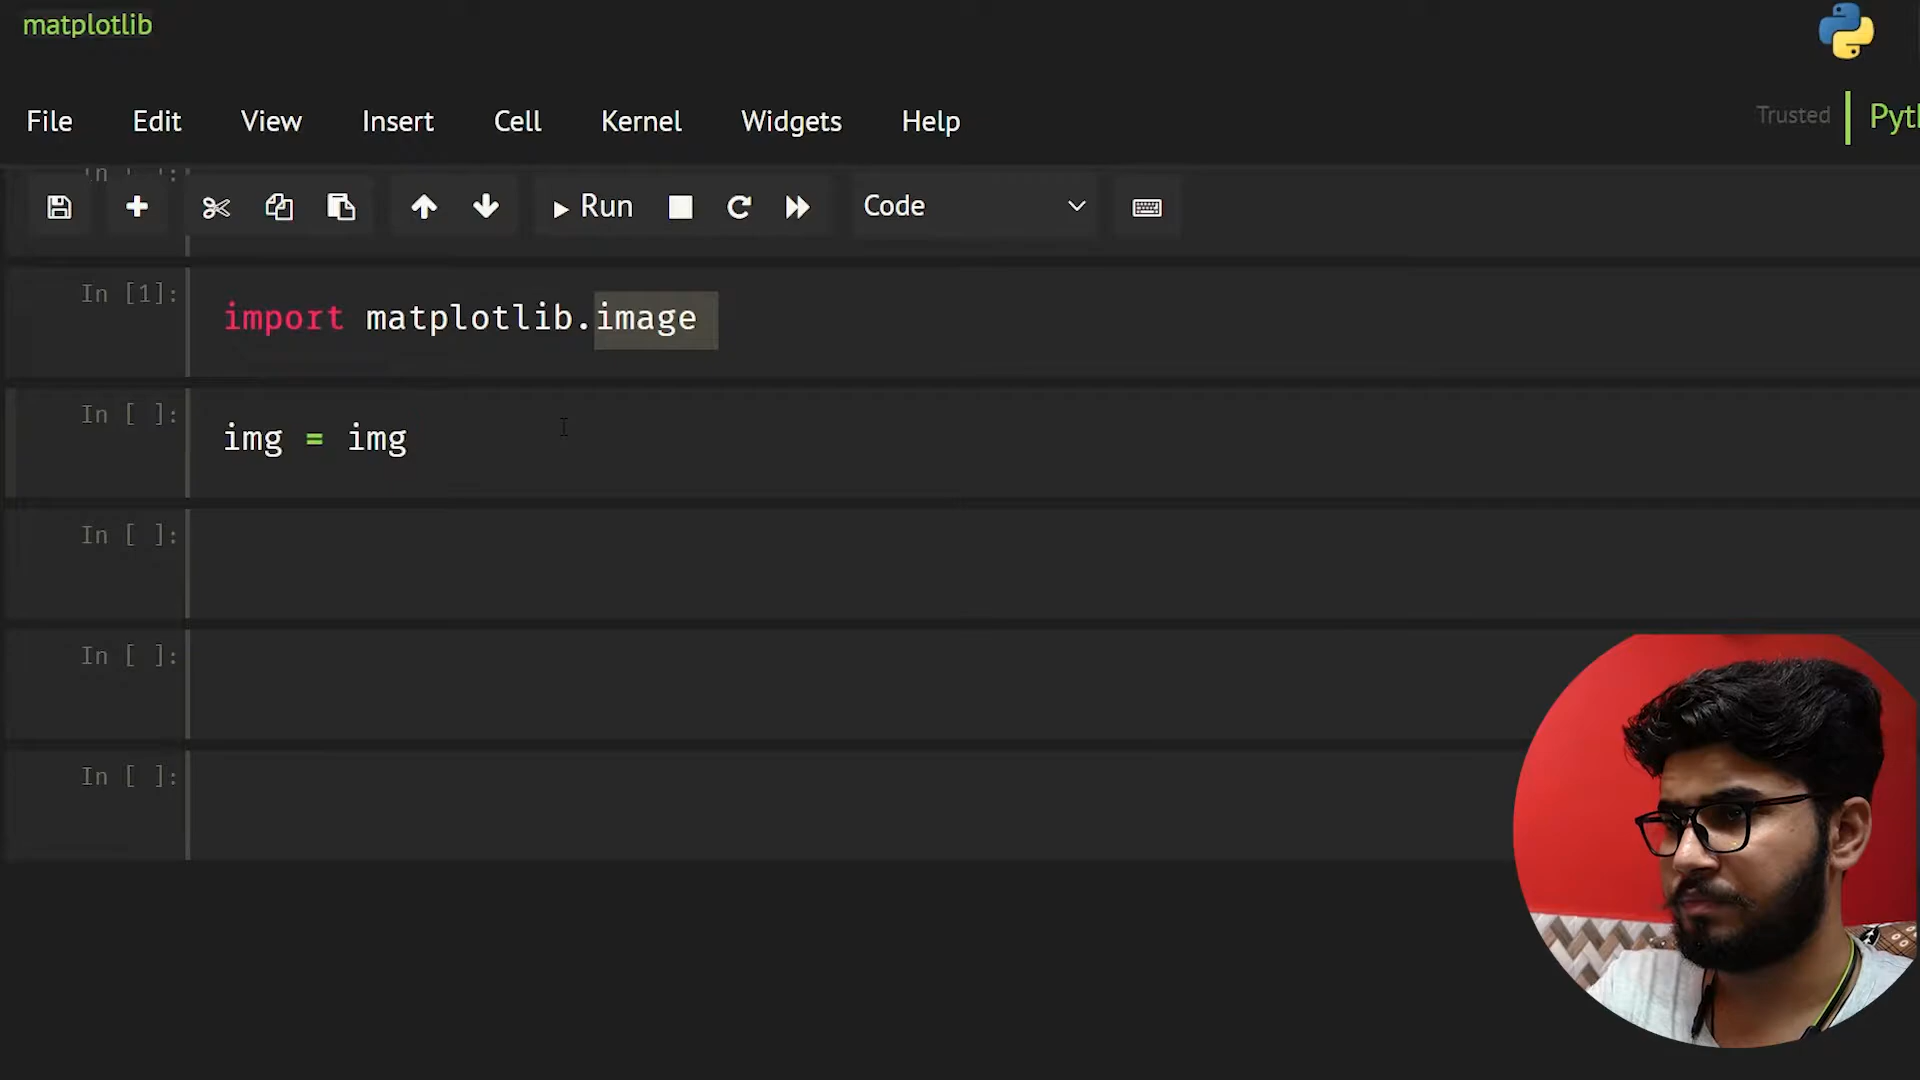 matplotlib
File Edit View Insert Cell Kernel Widgets Help
Trusted
Run Code
In [1]: import matplotlib.image
In [ ]: img = img
In [ ]:
In [ ]:
In [ ]: